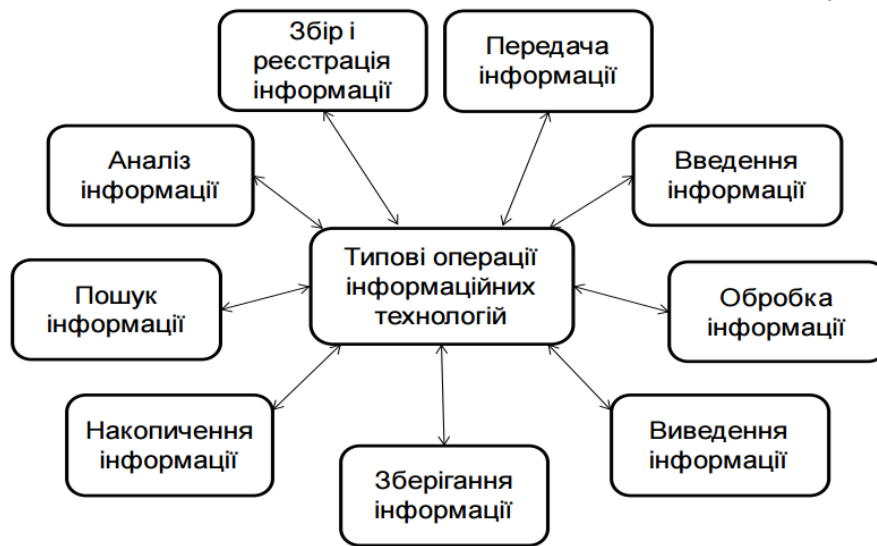 Збір і
реєстрація
інформації
Передача
інформації
Аналіз
інформації
Введення
інформації
Типові операції
інформаційних
технологій
Пошук
інформації
Обробка
інформації
Накопичення
інформації
Виведення
інформації
Зберігання
інформації